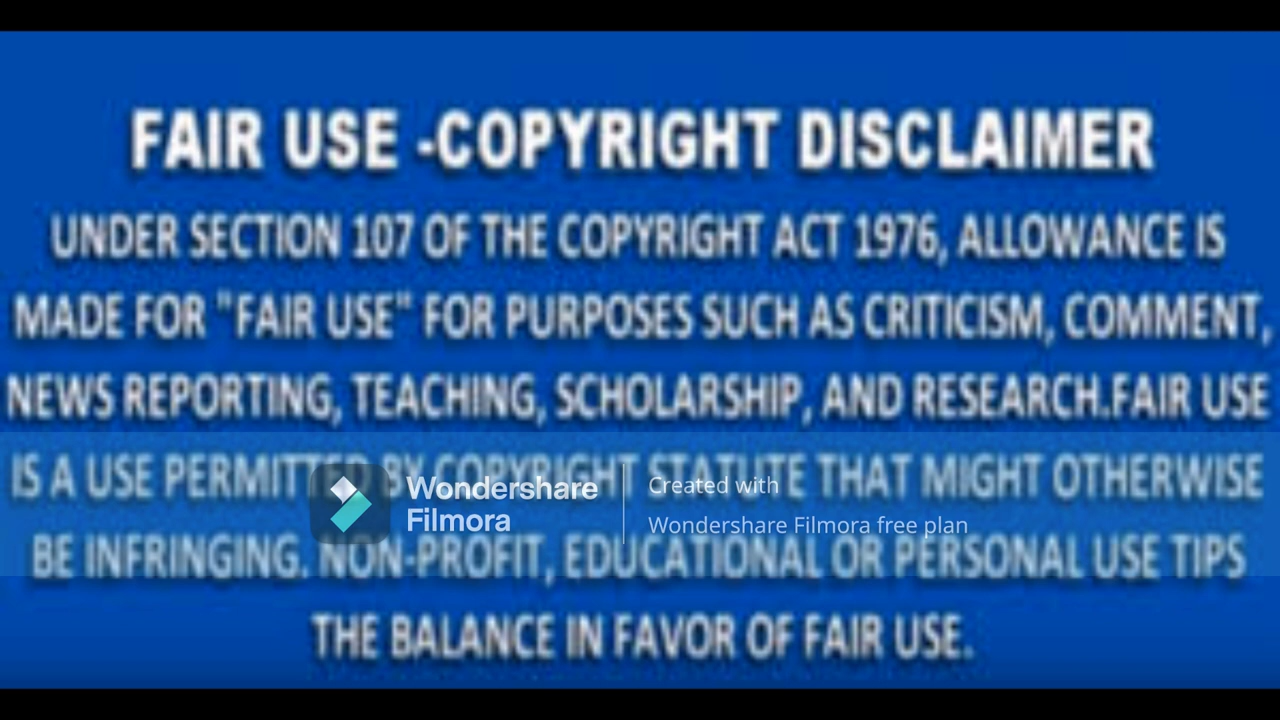 FAIR USE -COPYRIGHT DISCLAIMER
UNDER SECTION 107 OF THE COPYRIGHT ACT 1976, ALLOWANCE IS
MADE FOR "FAIR USE" FOR PURPOSES SUCH AS CRITICISM, COMMENT,
NEWS REPORTING, TEACHING, SCHOLARSHIP, AND RESEARCH.FAIR USE
IS A USE PERMITTED BY COPYRIGHT STATUTE THAT MIGHT OTHERWISE
Wondershare
Filmora
Created with
Wondershare Filmora free plan
BE INFRINGING. NON-PROFIT, EDUCATIONAL OR PERSONAL USE TIPS
THE BALANCE IN FAVOR OF FAIR USE.